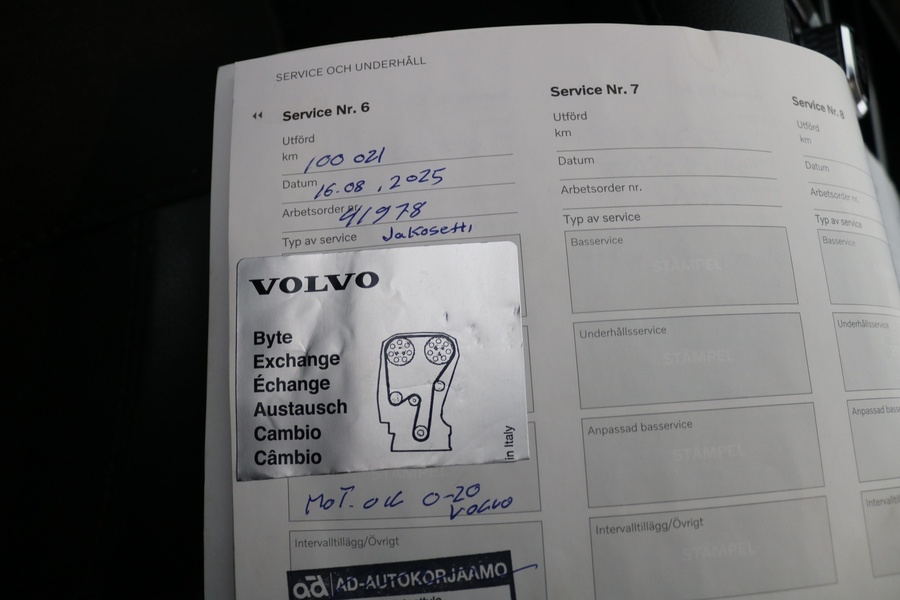 SERVICE OCH UNDERHÅLL
Service Nr. 6
Utförd
km 100 021
Datum 16.08.2025
Arbetsorder nr. 41978
Typ av service Jakosetti
VOLVO
Byte
Exchange
Échange
Austausch
Cambio
Câmbio
in Italy
MOT. 0-20
VOLVO
Intervalltillägg/Övrigt
ad AD-AUTOKORJAAMO
Service Nr. 7
Utförd
km
Datum
Arbetsorder nr.
Typ av service
Basservice
STÄMPEL
Underhållsservice
STÄMPEL
Anpassad basservice
STÄMPEL
Intervalltillägg/Övrigt
STÄMPEL
Service Nr. 8
Utförd
km
Datum
Arbetsorder nr.
Typ av service
Basservice
Underhållsservice
Anpassad bas
Intervalltill